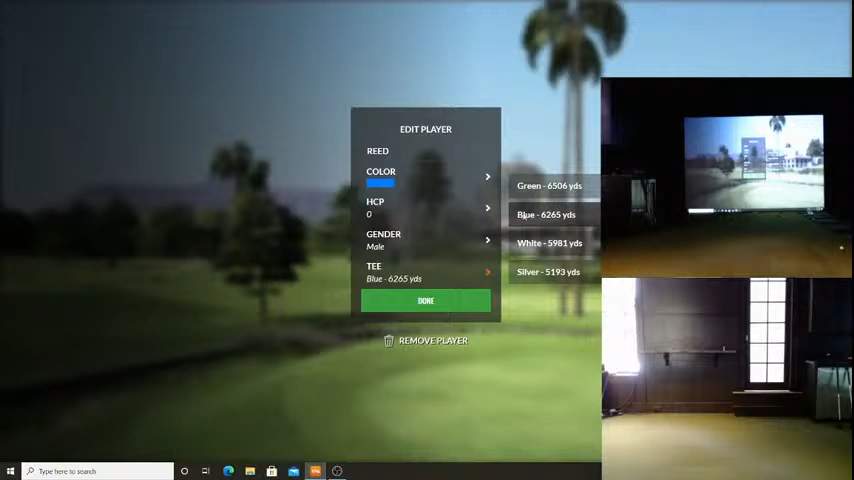 EDIT PLAYER
REED
COLOR
HCP
0
GENDER
Male
TEE
Blue - 6265 yds
DONE
REMOVE PLAYER
Green - 6506 yds
Blue - 6265 yds
White - 5981 yds
Silver - 5193 yds
Type here to search